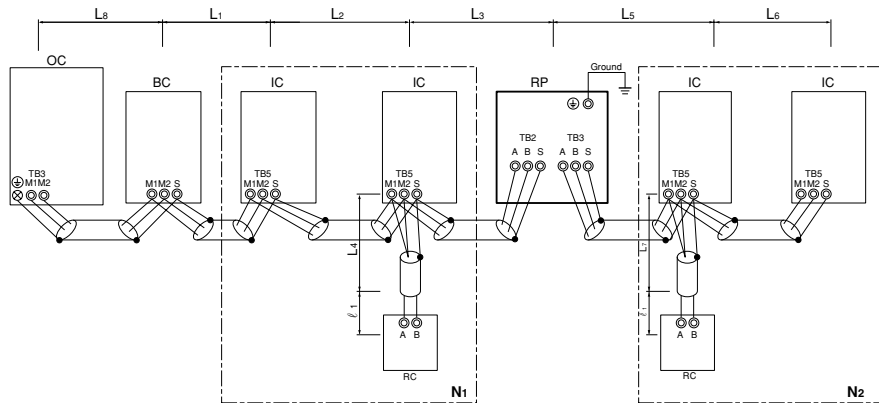 L8 L1 L2 L3 L5 L6
OC
BC
IC
IC
RP
Ground
IC
IC
TB2 TB3
A B S A B S
TB3
M1M2
M1M2 S
TB5
M1M2 S
TB5
M1M2 S
TB5
M1M2 S
TB5
M1M2 S
L4
L7
ℓ1
ℓ1
A B
A B
RC
RC
N1
N2